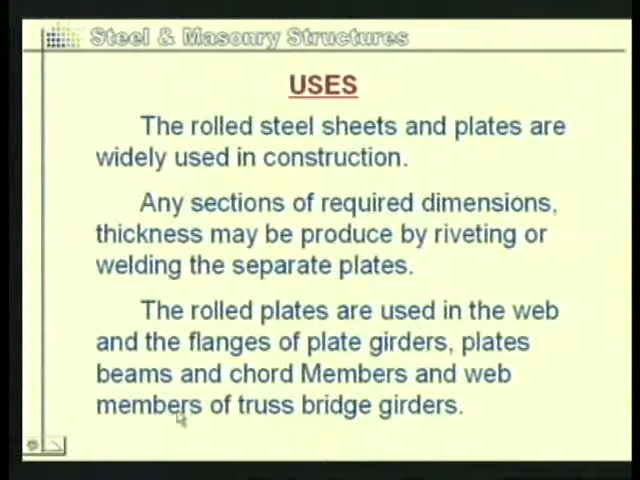 Steel & Masonry Structures
USES
The rolled steel sheets and plates are
widely used in construction.
Any sections of required dimensions,
thickness may be produce by riveting or
welding the separate plates.
The rolled plates are used in the web
and the flanges of plate girders, plates
beams and chord Members and web
members of truss bridge girders.